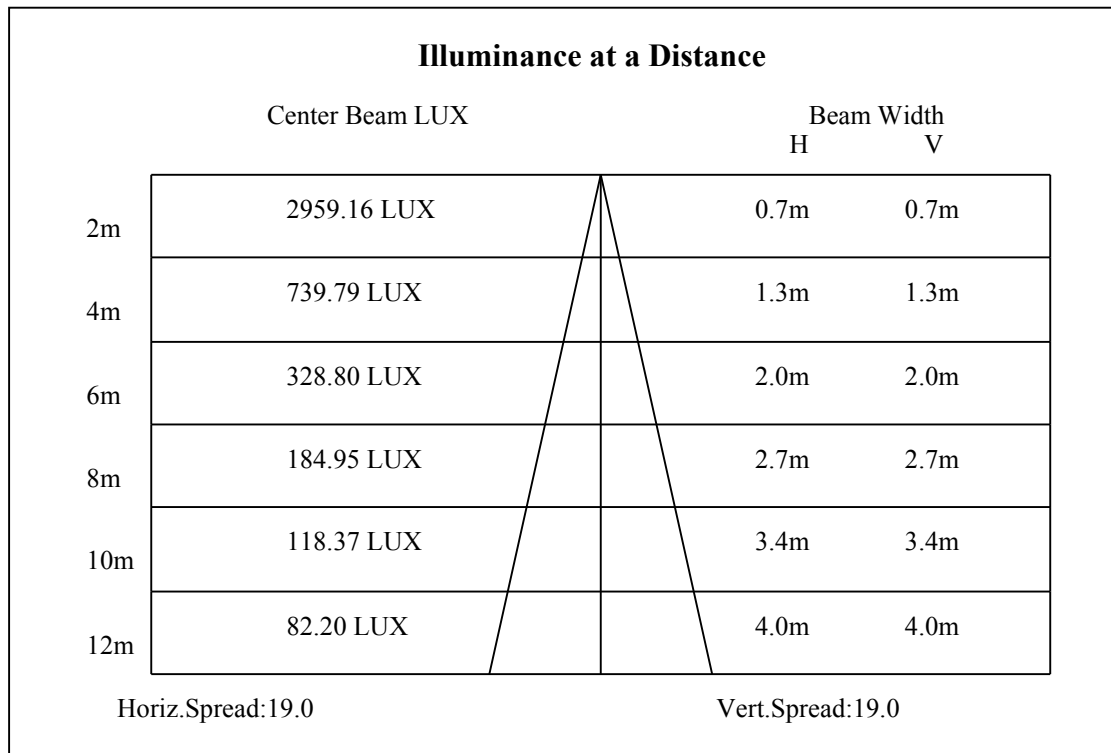 Illuminance at a Distance
Center Beam LUX Beam Width
H V
2m 2959.16 LUX 0.7m 0.7m
4m 739.79 LUX 1.3m 1.3m
6m 328.80 LUX 2.0m 2.0m
8m 184.95 LUX 2.7m 2.7m
10m 118.37 LUX 3.4m 3.4m
12m 82.20 LUX 4.0m 4.0m
Horiz.Spread:19.0 Vert.Spread:19.0